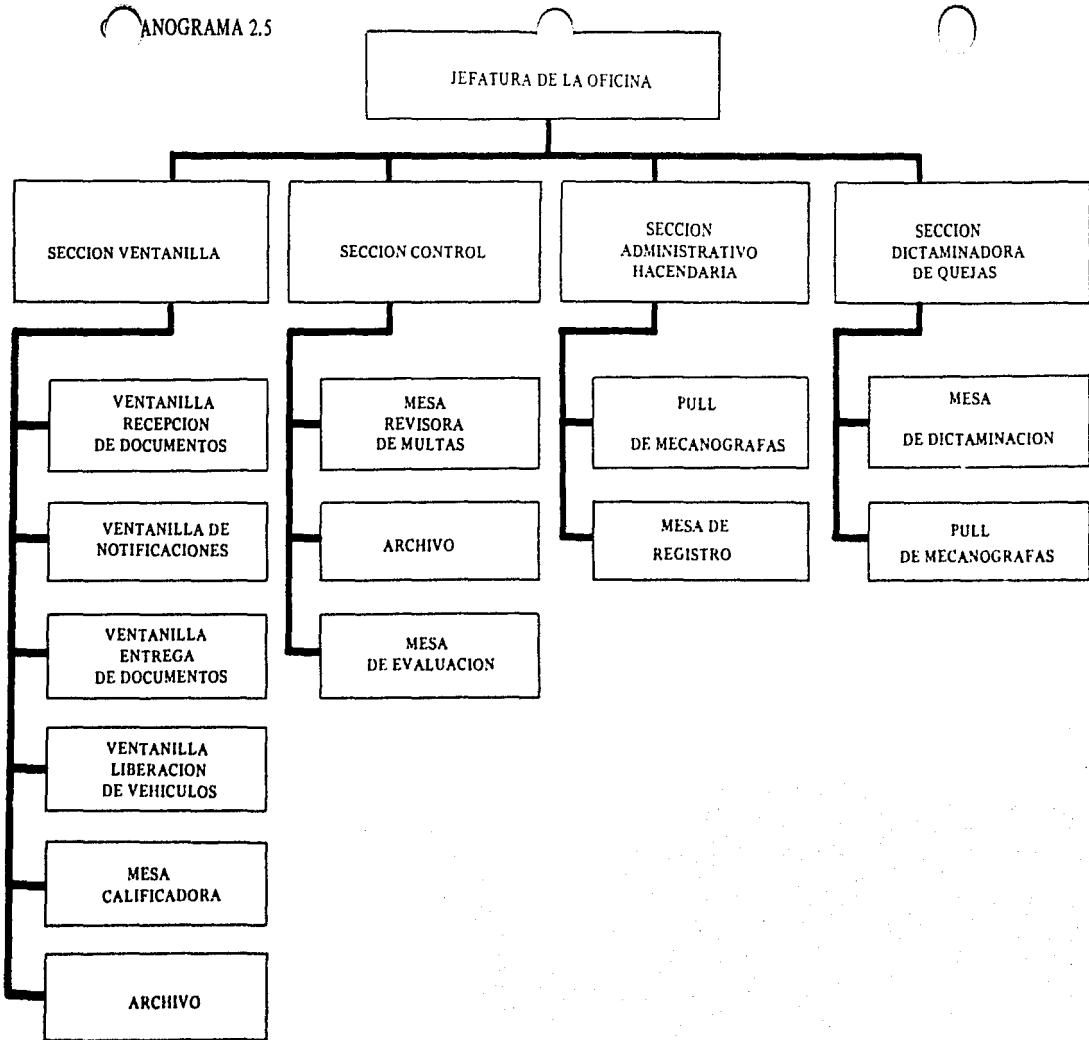 ANOGRAMA 2.5
JEFATURA DE LA OFICINA
SECCION VENTANILLA
SECCION CONTROL
SECCION
ADMINISTRATIVO
HACENDARIA
SECCION
DICTAMINADORA
DE QUEJAS
VENTANILLA
RECEPCION
DE DOCUMENTOS
VENTANILLA DE
NOTIFICACIONES
VENTANILLA
ENTREGA
DE DOCUMENTOS
VENTANILLA
LIBERACION
DE VEHICULOS
MESA
CALIFICADORA
ARCHIVO
MESA
REVISORA
DE MULTAS
ARCHIVO
MESA
DE EVALUACION
PULL
DE MECANOGRAFAS
MESA DE
REGISTRO
MESA
DE DICTAMINACION
PULL
DE MECANOGRAFAS